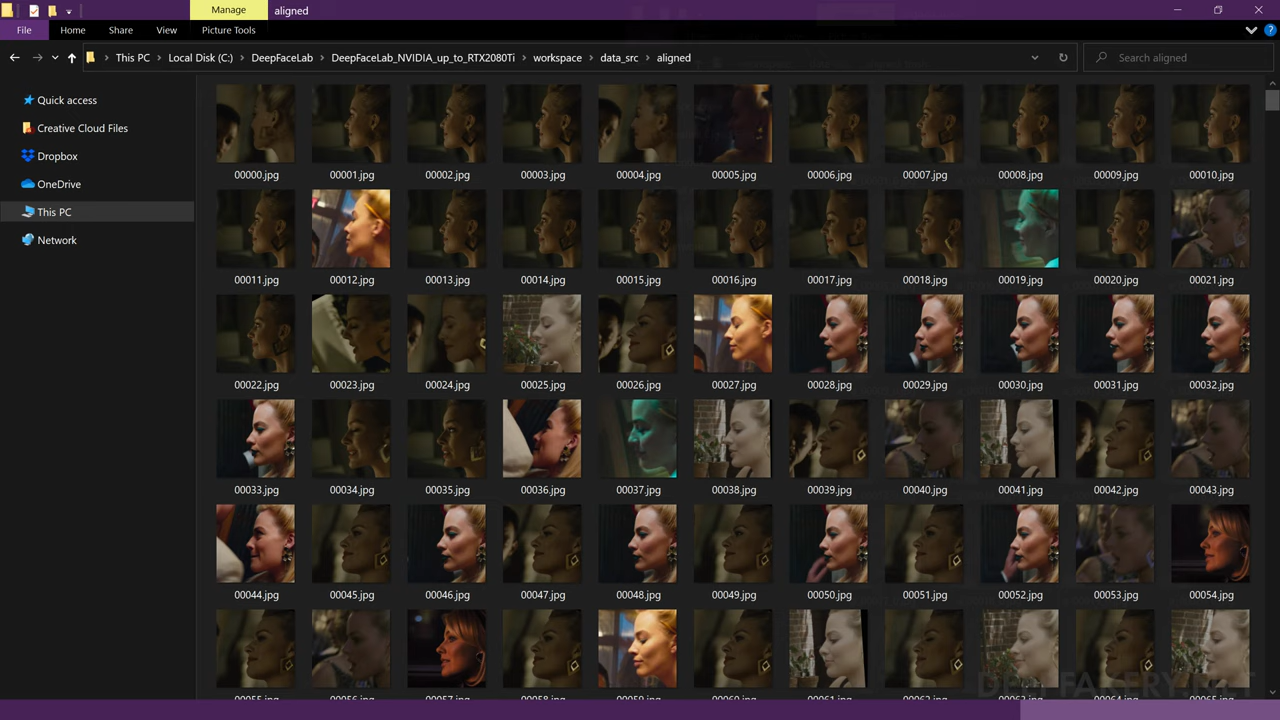 Manage
aligned
File
Home
Share
View
Picture Tools
This PC
Local Disk (C:)
DeepFaceLab
DeepFaceLab_NVIDIA_up_to_RTX2080Ti
workspace
data_src
aligned
Search aligned
Quick access
Creative Cloud Files
Dropbox
OneDrive
This PC
Network
00000.jpg 00001.jpg 00002.jpg 00003.jpg 00004.jpg 00005.jpg 00006.jpg 00007.jpg 00008.jpg 00009.jpg 00010.jpg
00011.jpg 00012.jpg 00013.jpg 00014.jpg 00015.jpg 00016.jpg 00017.jpg 00018.jpg 00019.jpg 00020.jpg 00021.jpg
00022.jpg 00023.jpg 00024.jpg 00025.jpg 00026.jpg 00027.jpg 00028.jpg 00029.jpg 00030.jpg 00031.jpg 00032.jpg
00033.jpg 00034.jpg 00035.jpg 00036.jpg 00037.jpg 00038.jpg 00039.jpg 00040.jpg 00041.jpg 00042.jpg 00043.jpg
00044.jpg 00045.jpg 00046.jpg 00047.jpg 00048.jpg 00049.jpg 00050.jpg 00051.jpg 00052.jpg 00053.jpg 00054.jpg